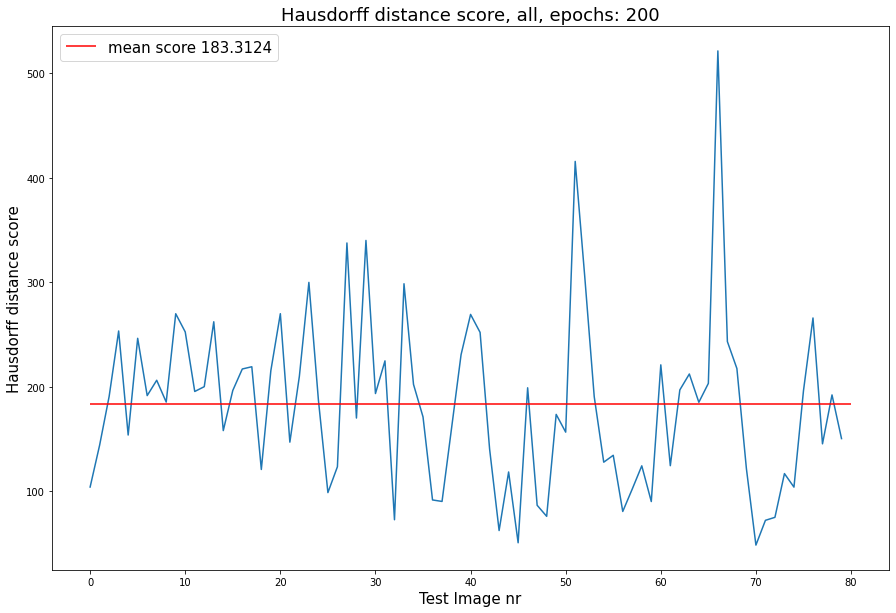 Hausdorff distance score, all, epochs: 200
mean score 183.3124
Hausdorff distance score
500
400
300
200
100
0 10 20 30 40 50 60 70 80
Test Image nr